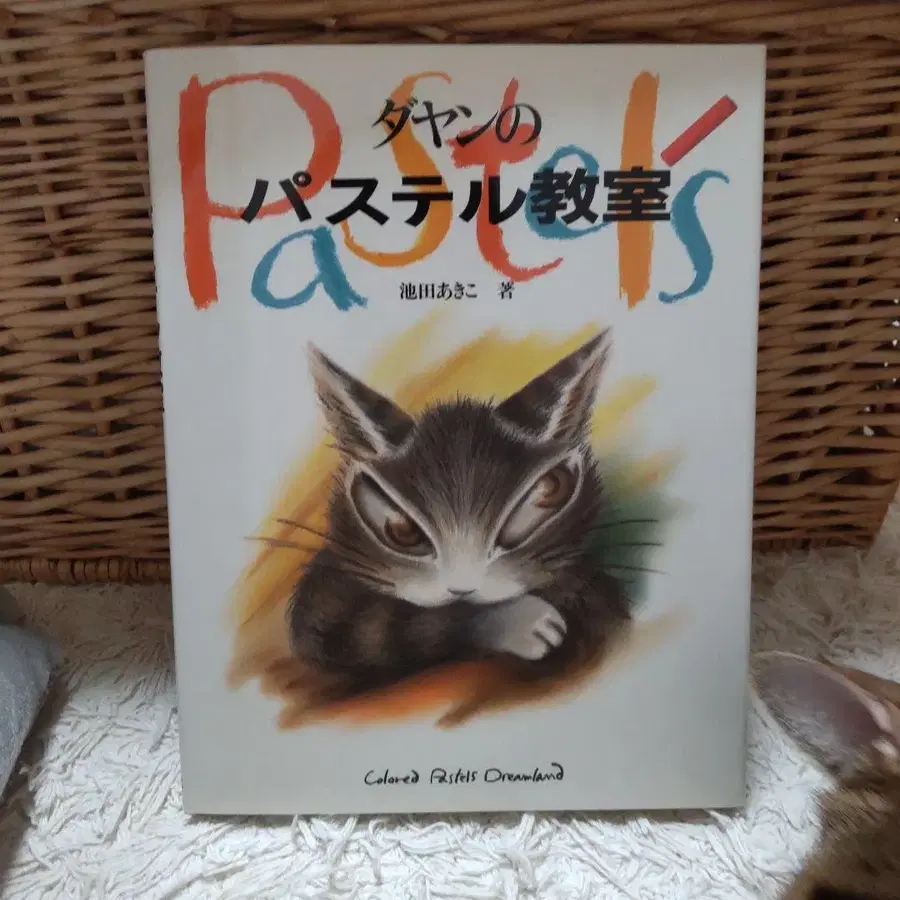 Pastel's
ダヤンの
パステル教室
池田あきこ 著
Colored Pastels Dreamland